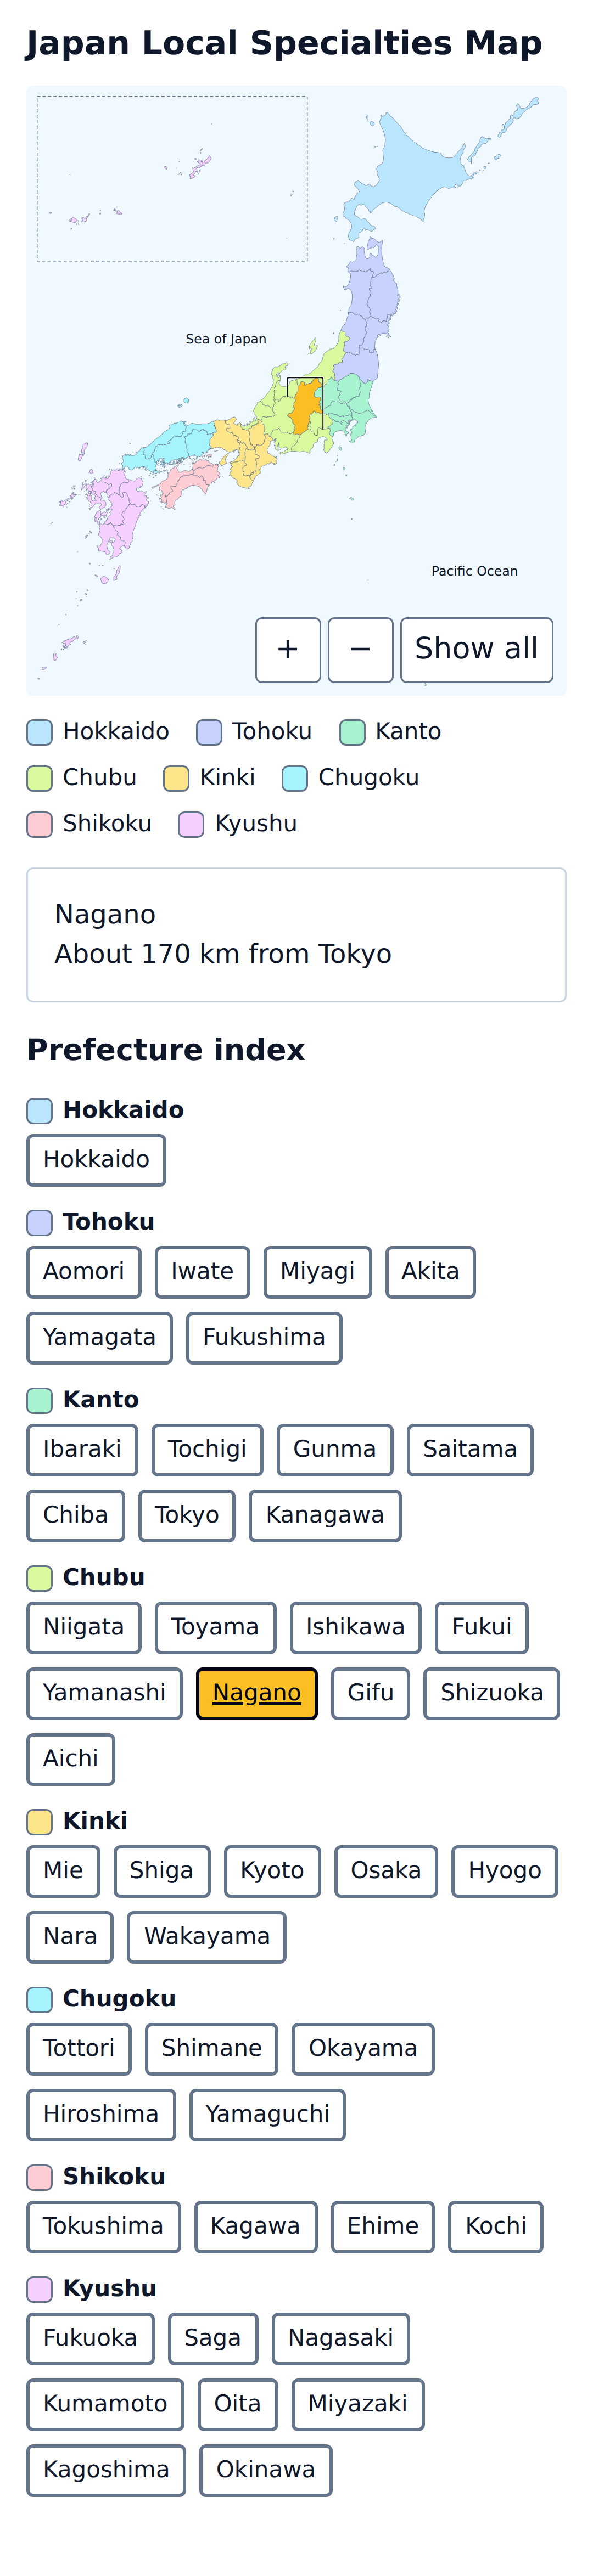 Japan Local Specialties Map
Sea of Japan
Pacific Ocean
+ − Show all
Hokkaido Tohoku Kanto
Chubu Kinki Chugoku
Shikoku Kyushu
Nagano
About 170 km from Tokyo
Prefecture index
Hokkaido
Hokkaido
Tohoku
Aomori Iwate Miyagi Akita
Yamagata Fukushima
Kanto
Ibaraki Tochigi Gunma Saitama
Chiba Tokyo Kanagawa
Chubu
Niigata Toyama Ishikawa Fukui
Yamanashi Nagano Gifu Shizuoka
Aichi
Kinki
Mie Shiga Kyoto Osaka Hyogo
Nara Wakayama
Chugoku
Tottori Shimane Okayama
Hiroshima Yamaguchi
Shikoku
Tokushima Kagawa Ehime Kochi
Kyushu
Fukuoka Saga Nagasaki
Kumamoto Oita Miyazaki
Kagoshima Okinawa